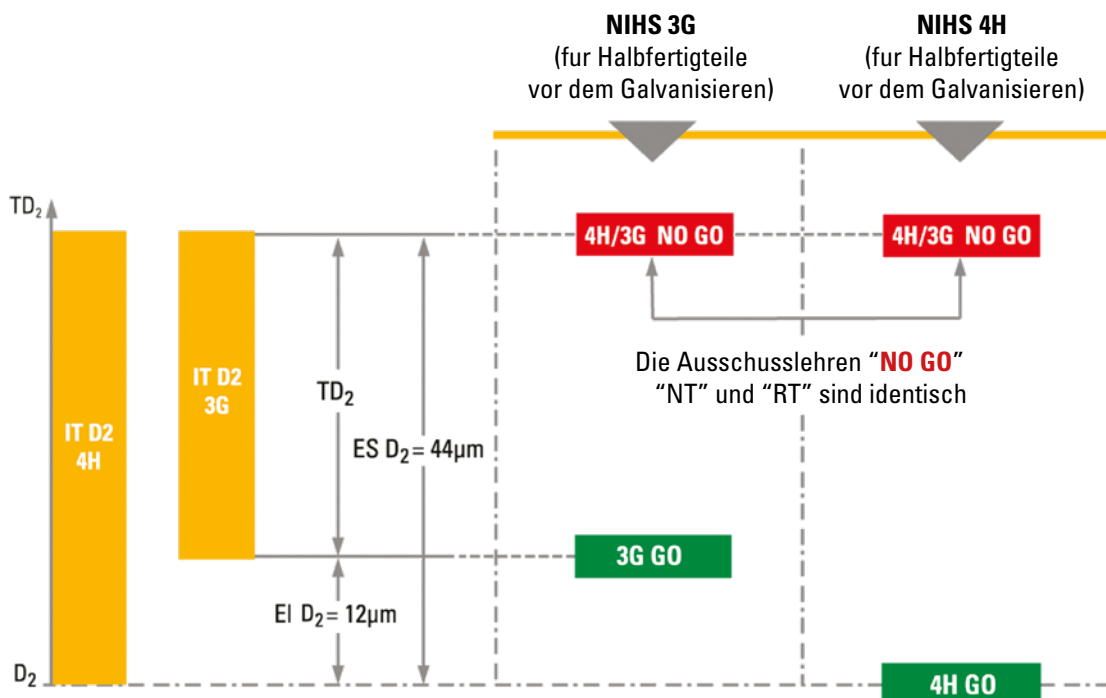 NIHS 3G
(fur Halbfertigteile
vor dem Galvanisieren)
NIHS 4H
(fur Halbfertigteile
vor dem Galvanisieren)
TD₂
4H/3G NO GO
4H/3G NO GO
Die Ausschusslehren “NO GO”
“NT” und “RT” sind identisch
IT D2
3G
IT D2
4H
TD₂
ES D₂ = 44µm
3G GO
EI D₂ = 12µm
D₂
4H GO